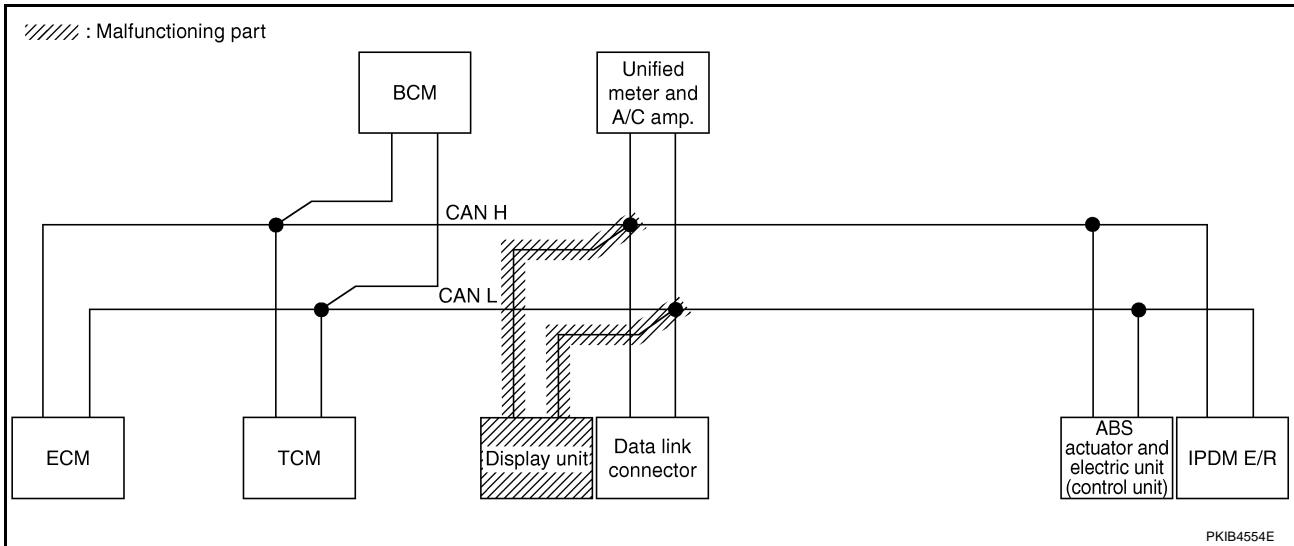 : Malfunctioning part
BCM
Unified
meter and
A/C amp.
CAN H
CAN L
ECM
TCM
Display unit
Data link
connector
ABS
actuator and
electric unit
(control unit)
IPDM E/R
PKIB4554E